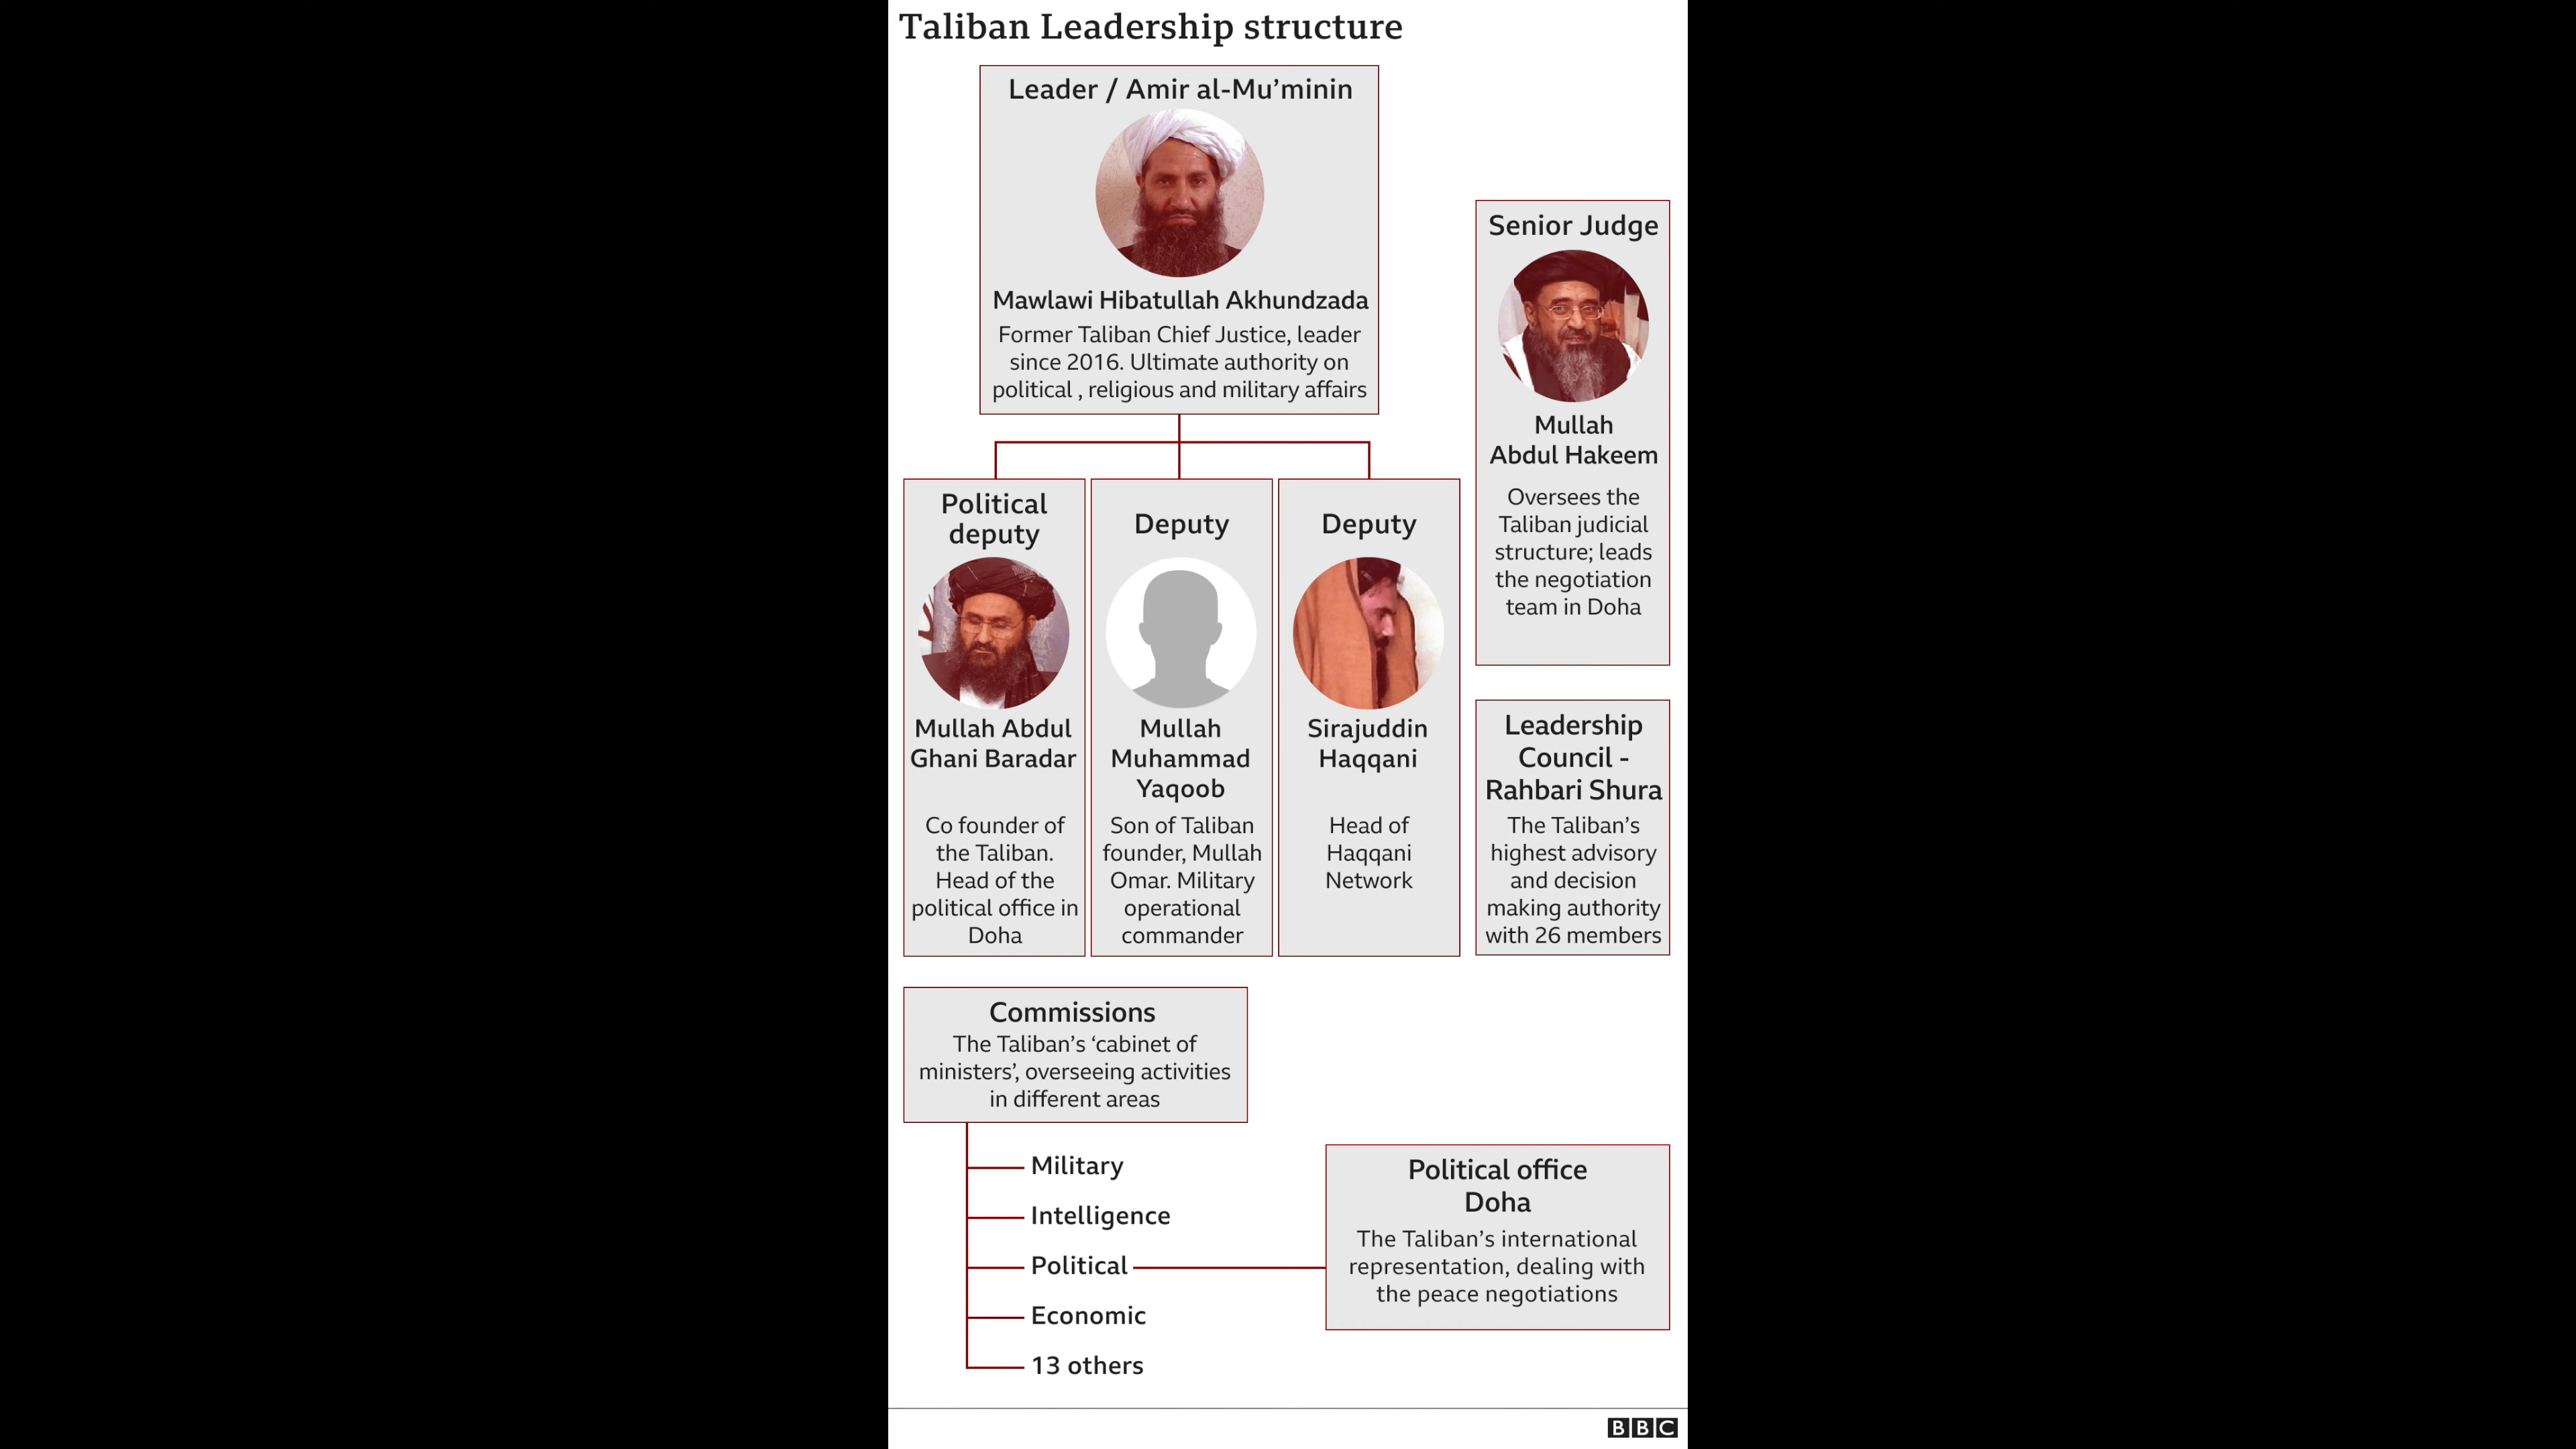 Taliban Leadership structure
Leader / Amir al-Mu’minin
Mawlawi Hibatullah Akhundzada
Former Taliban Chief Justice, leader
since 2016. Ultimate authority on
political , religious and military affairs
Senior Judge
Mullah
Abdul Hakeem
Oversees the
Taliban judicial
structure; leads
the negotiation
team in Doha
Political
deputy
Mullah Abdul
Ghani Baradar
Co founder of
the Taliban.
Head of the
political office in
Doha
Deputy
Mullah
Muhammad
Yaqoob
Son of Taliban
founder, Mullah
Omar. Military
operational
commander
Deputy
Sirajuddin
Haqqani
Head of
Haqqani
Network
Leadership
Council -
Rahbari Shura
The Taliban’s
highest advisory
and decision
making authority
with 26 members
Commissions
The Taliban’s ‘cabinet of
ministers’, overseeing activities
in different areas
Military
Intelligence
Political
Economic
13 others
Political office
Doha
The Taliban’s international
representation, dealing with
the peace negotiations
BBC